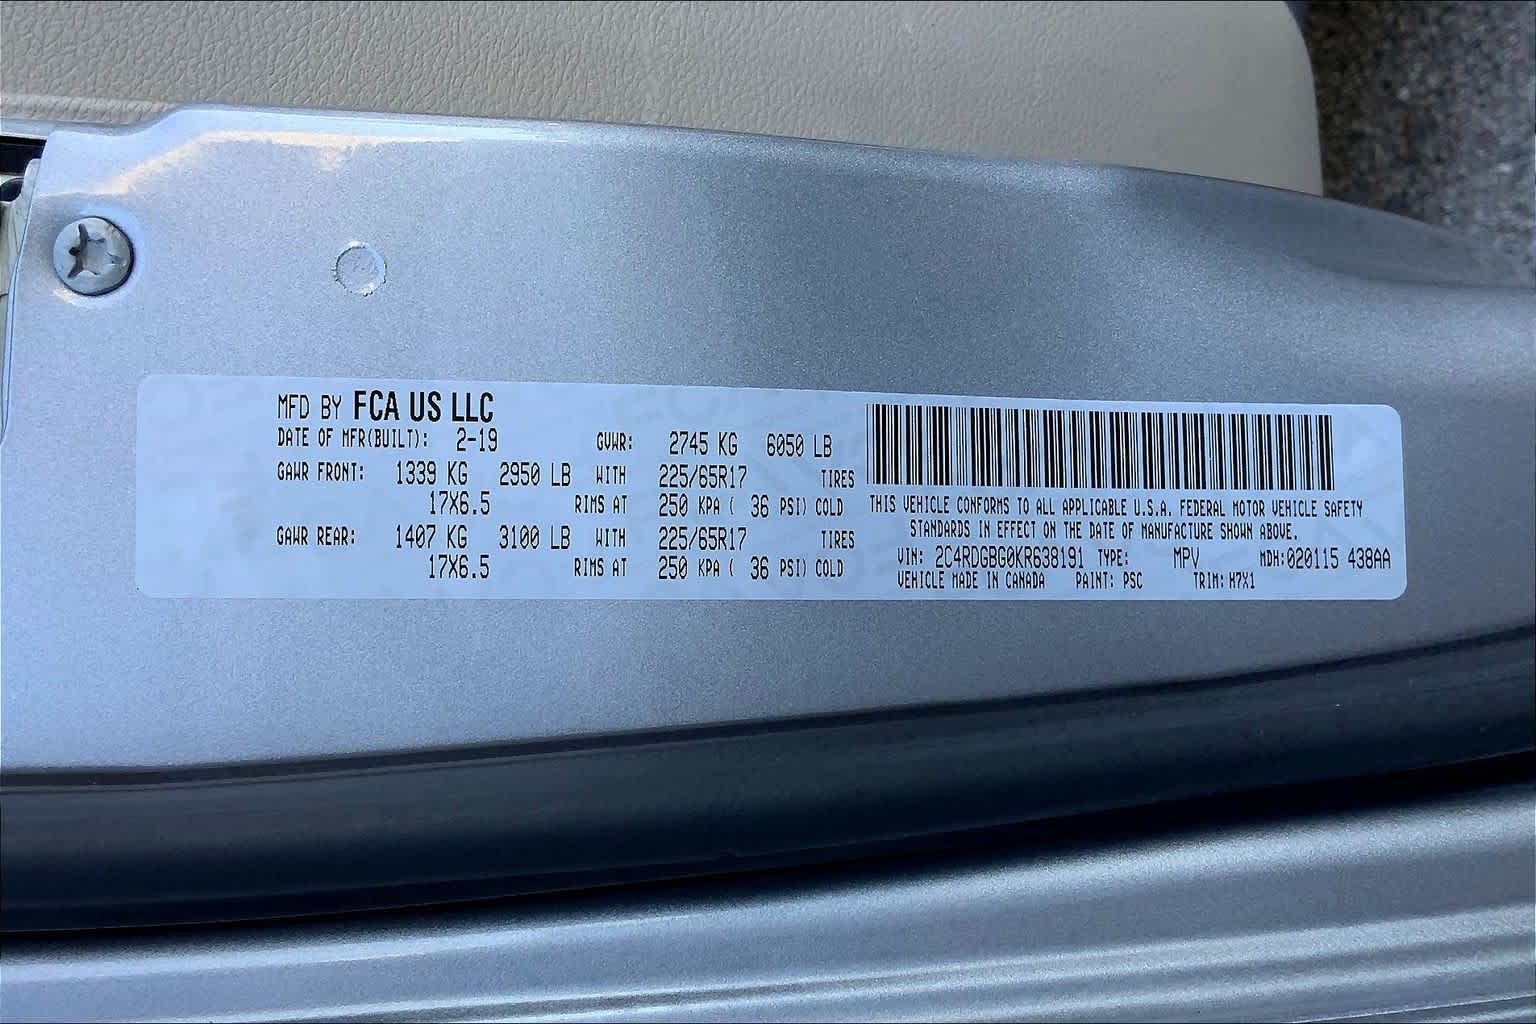 MFD BY FCA US LLC
DATE OF MFR(BUILT): 2-19 GVWR: 2745 KG 6050 LB
GAWR FRONT: 1339 KG 2950 LB WITH 225/65R17 TIRES
17X6.5 RIMS AT 250 KPA ( 36 PSI) COLD
GAWR REAR: 1407 KG 3100 LB WITH 225/65R17 TIRES
17X6.5 RIMS AT 250 KPA ( 36 PSI) COLD
THIS VEHICLE CONFORMS TO ALL APPLICABLE U.S.A. FEDERAL MOTOR VEHICLE SAFETY
STANDARDS IN EFFECT ON THE DATE OF MANUFACTURE SHOWN ABOVE.
VIN: 2C4RDGBG0KR638191 TYPE: MPV MDH:020115 438AA
VEHICLE MADE IN CANADA PAINT: PSC TRIM: H7X1